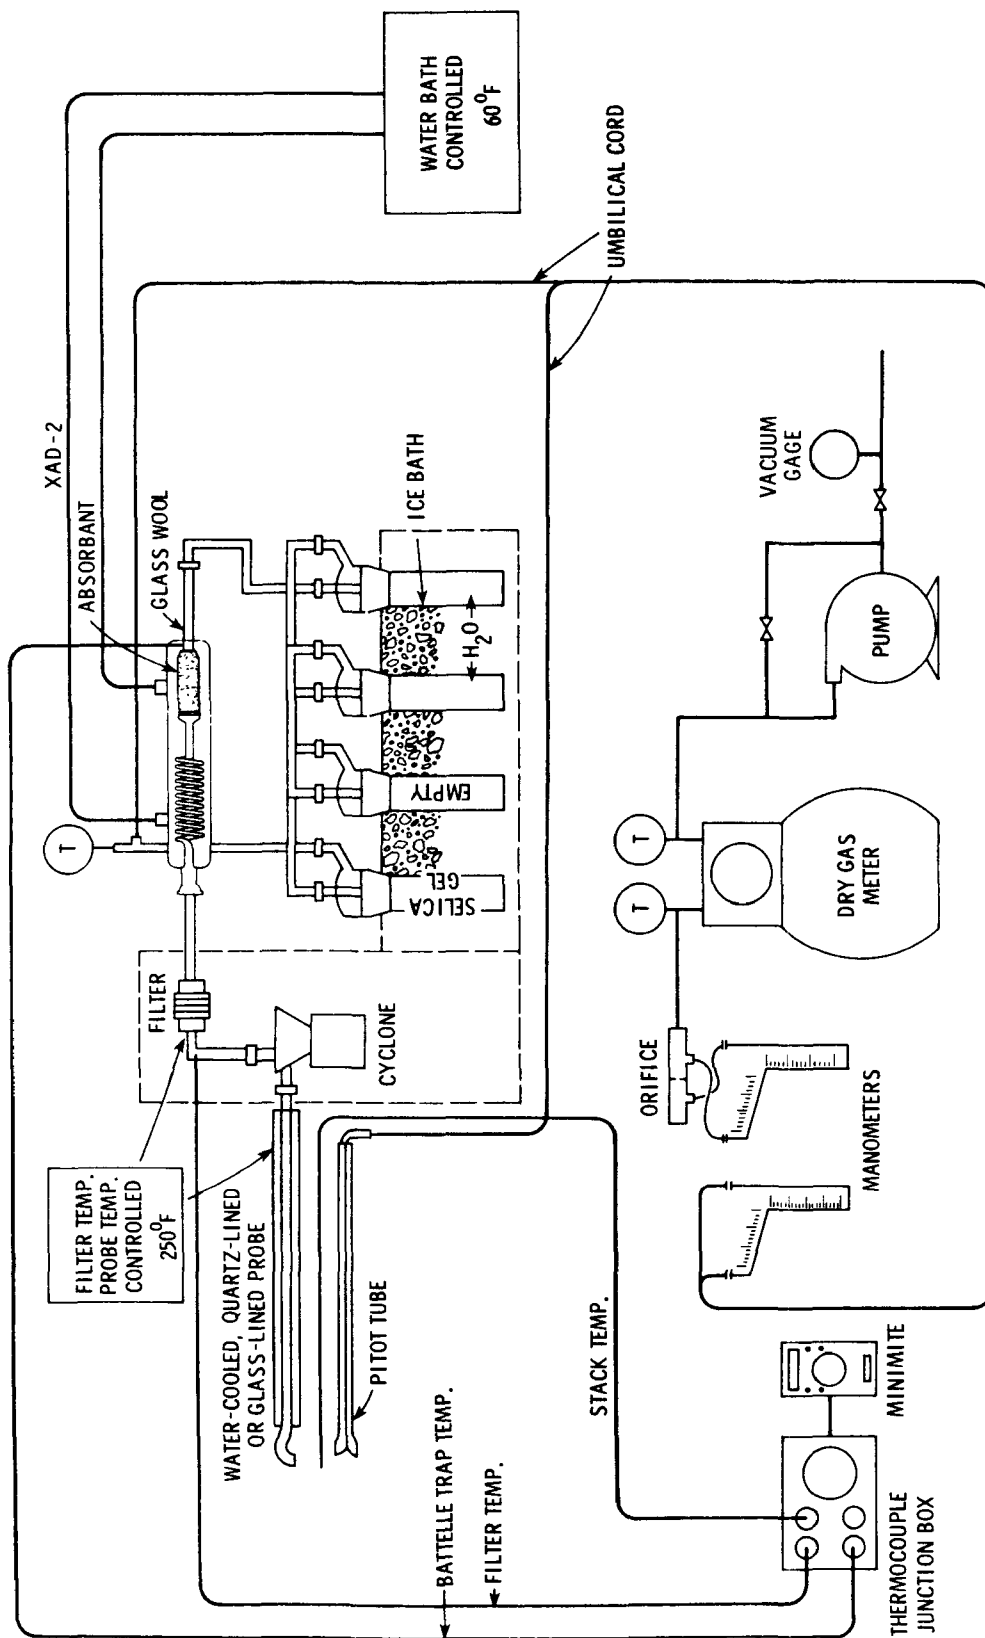 FILTER TEMP.
PROBE TEMP.
CONTROLLED
250°F
FILTER
CYCLONE
WATER-COOLED, QUARTZ-LINED
OR GLASS-LINED PROBE
PITOT TUBE
BATTELLE TRAP TEMP.
FILTER TEMP.
STACK TEMP.
THERMOCOUPLE
JUNCTION BOX
MINIMITE
MANOMETERS
ORIFICE
T
T
DRY GAS
METER
PUMP
VACUUM
GAGE
T
XAD-2
ABSORBANT
GLASS WOOL
SELICA
GEL
EMPTY
H2O
ICE BATH
WATER BATH
CONTROLLED
60°F
UMBILICAL CORD